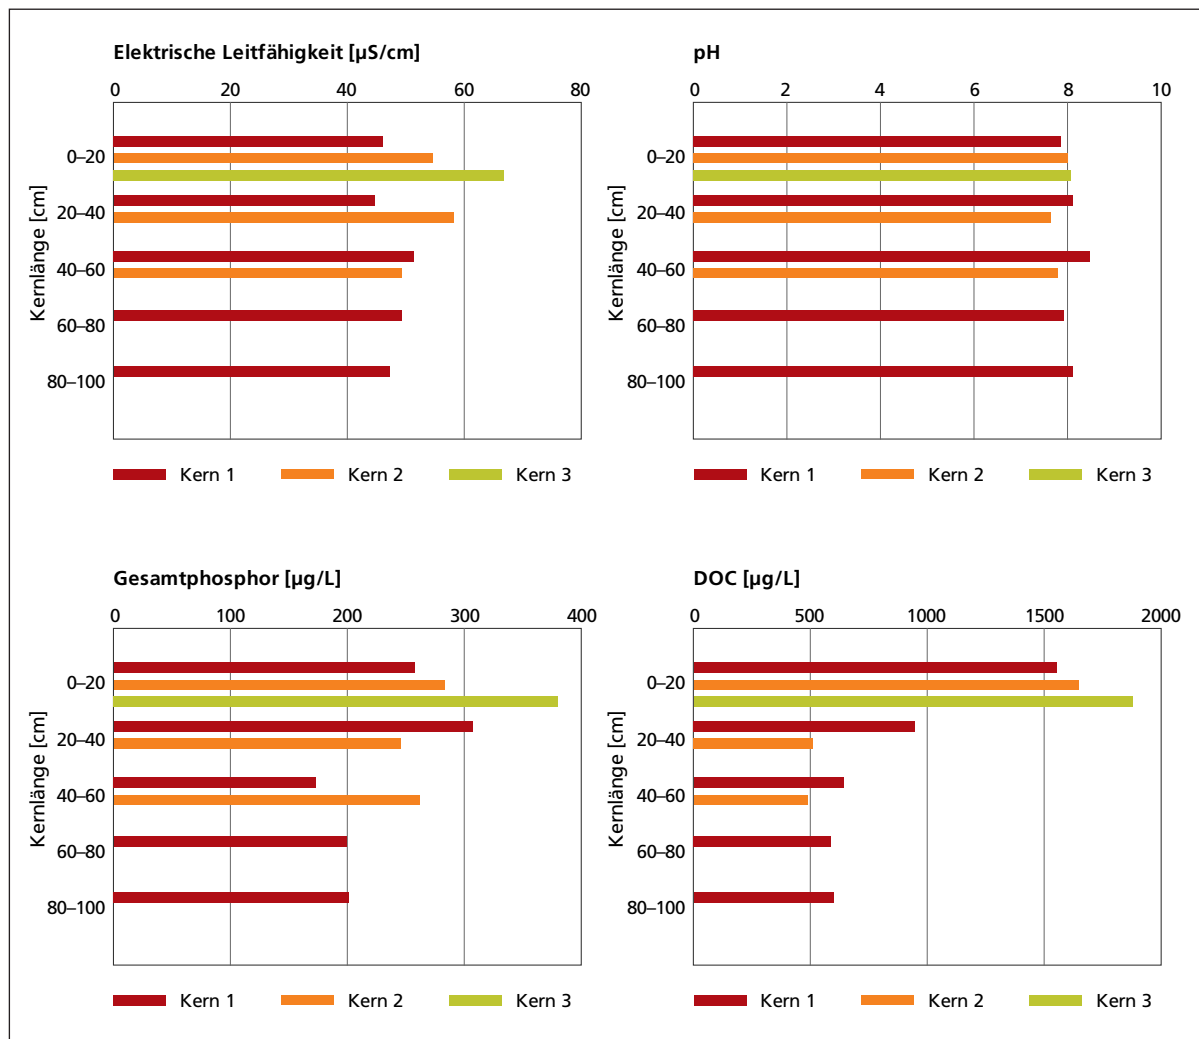 Elektrische Leitfähigkeit [µS/cm]
0 20 40 60 80
Kernlänge [cm]
0–20
20–40
40–60
60–80
80–100
Kern 1 Kern 2 Kern 3
pH
0 2 4 6 8 10
Kernlänge [cm]
0–20
20–40
40–60
60–80
80–100
Kern 1 Kern 2 Kern 3
Gesamtphosphor [µg/L]
0 100 200 300 400
Kernlänge [cm]
0–20
20–40
40–60
60–80
80–100
Kern 1 Kern 2 Kern 3
DOC [µg/L]
0 500 1000 1500 2000
Kernlänge [cm]
0–20
20–40
40–60
60–80
80–100
Kern 1 Kern 2 Kern 3